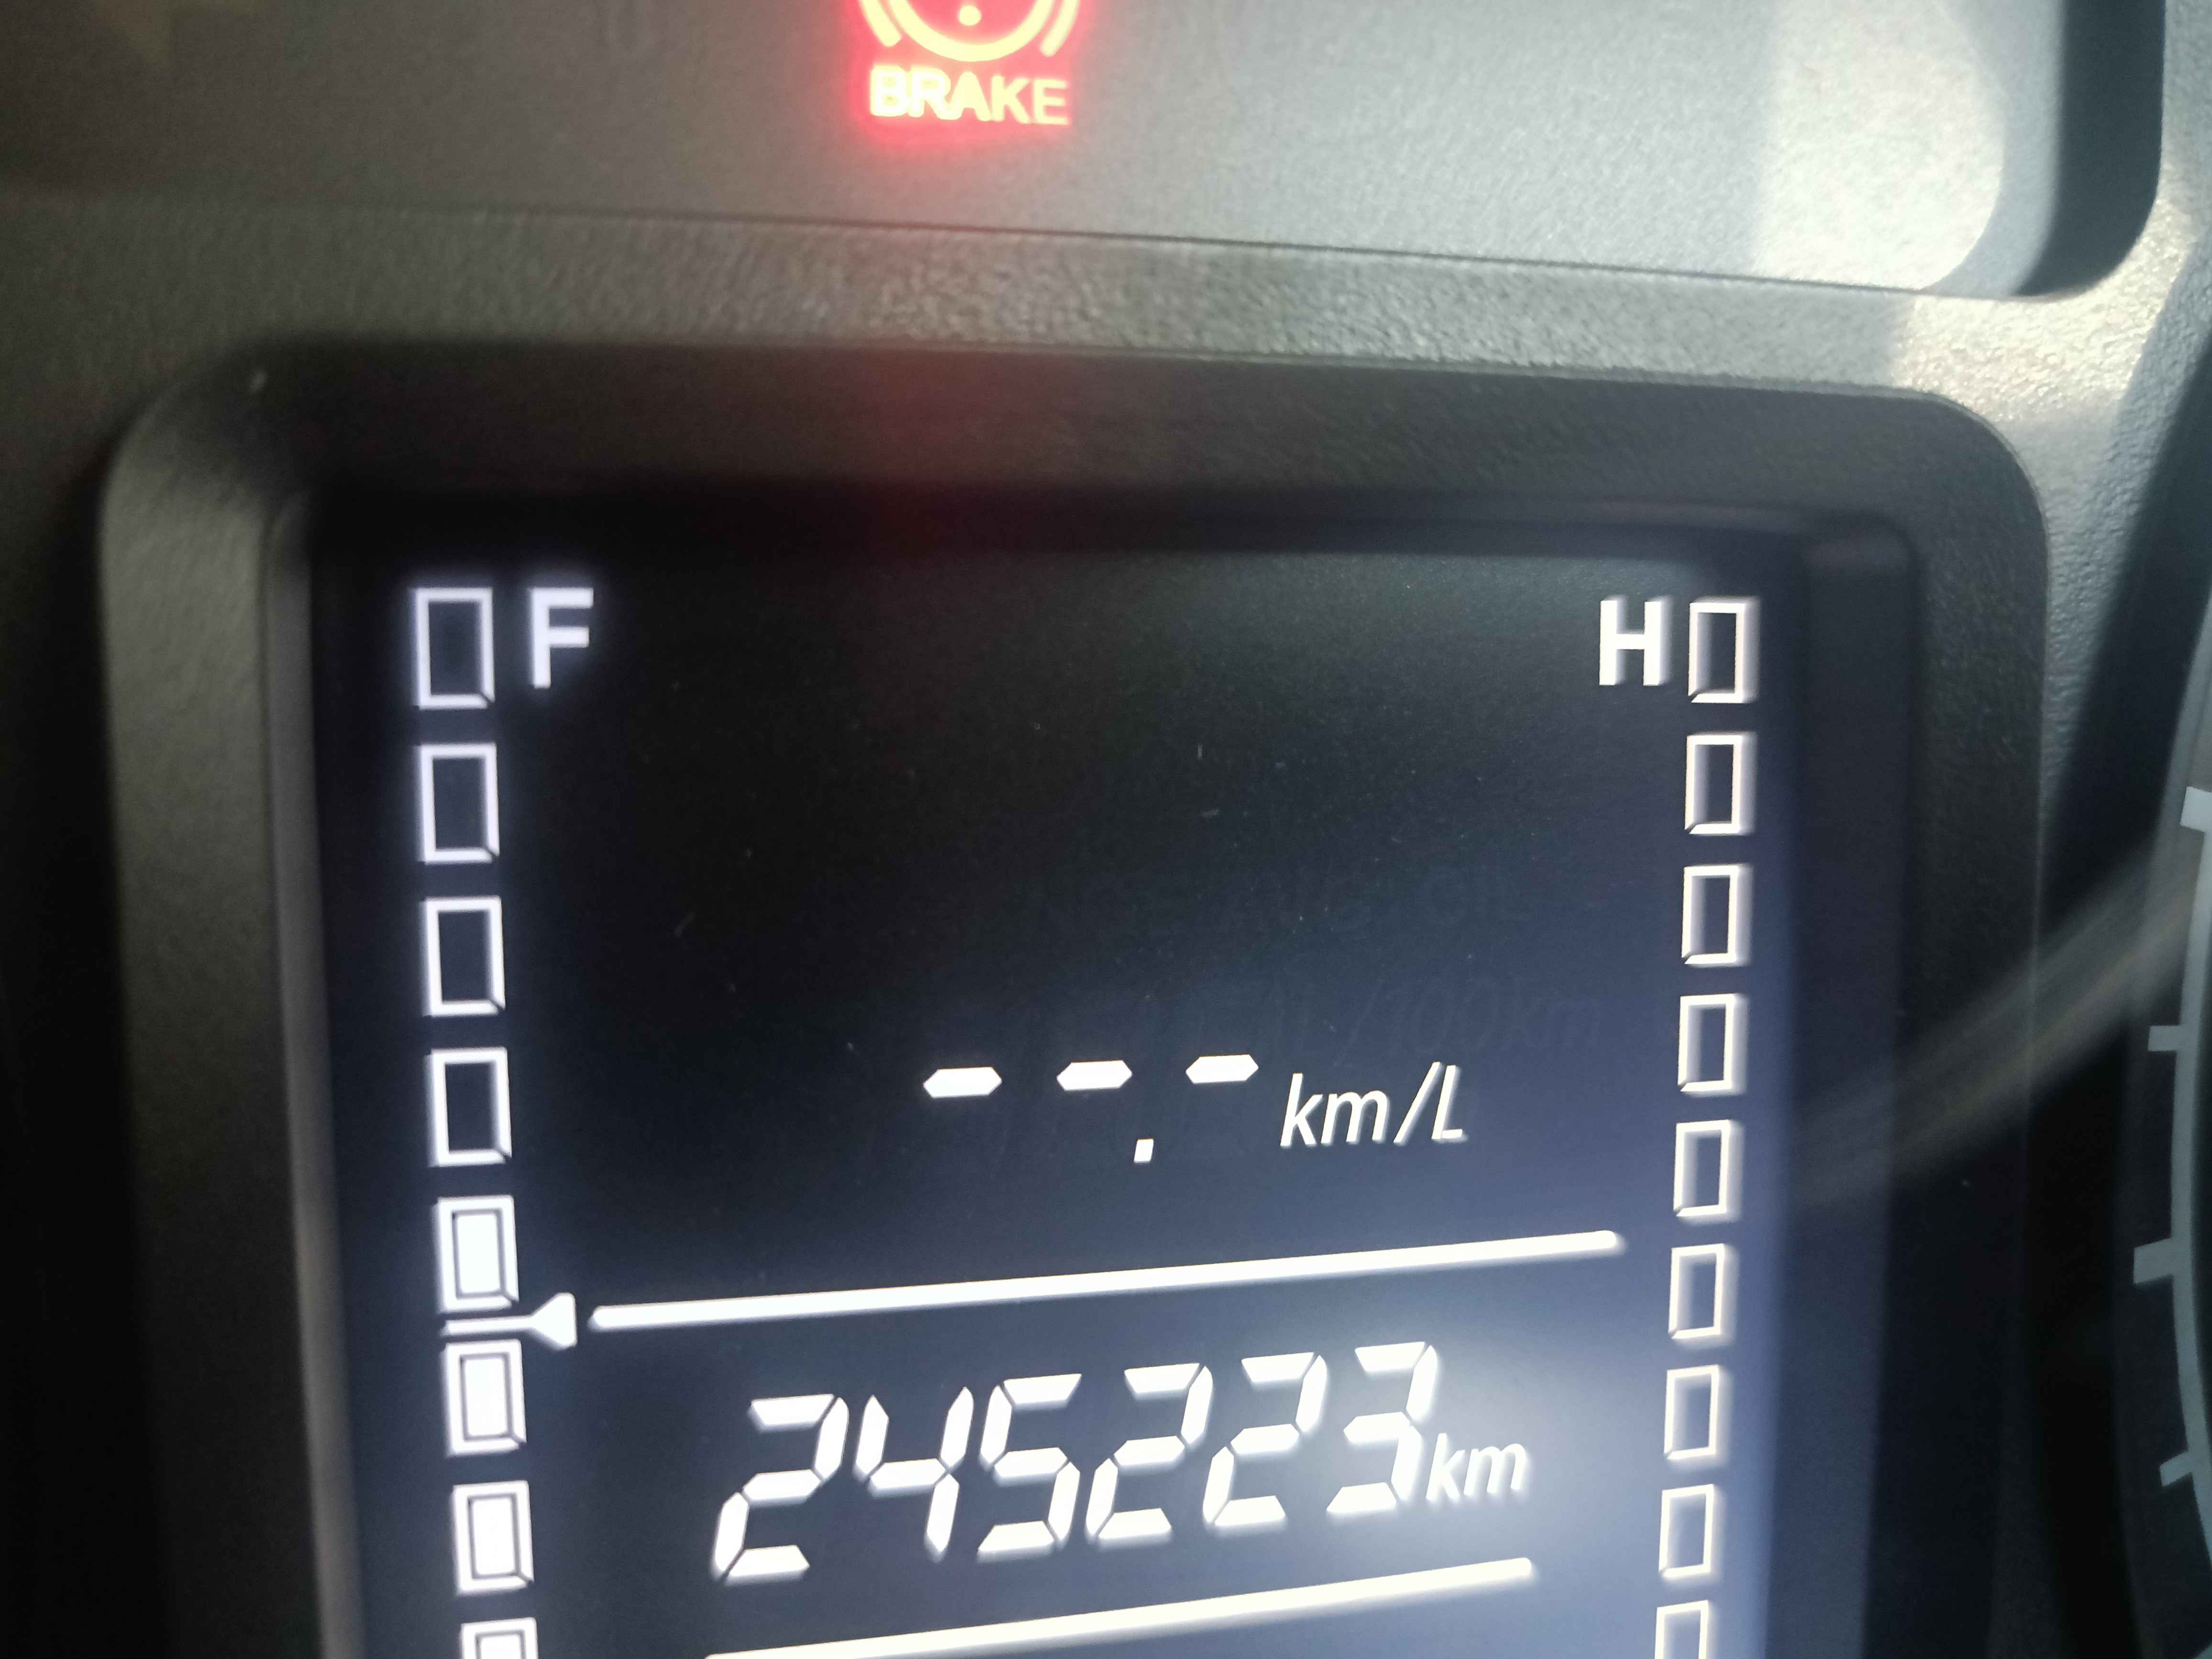 BRAKE
F
H
--.- km/L
245223 km